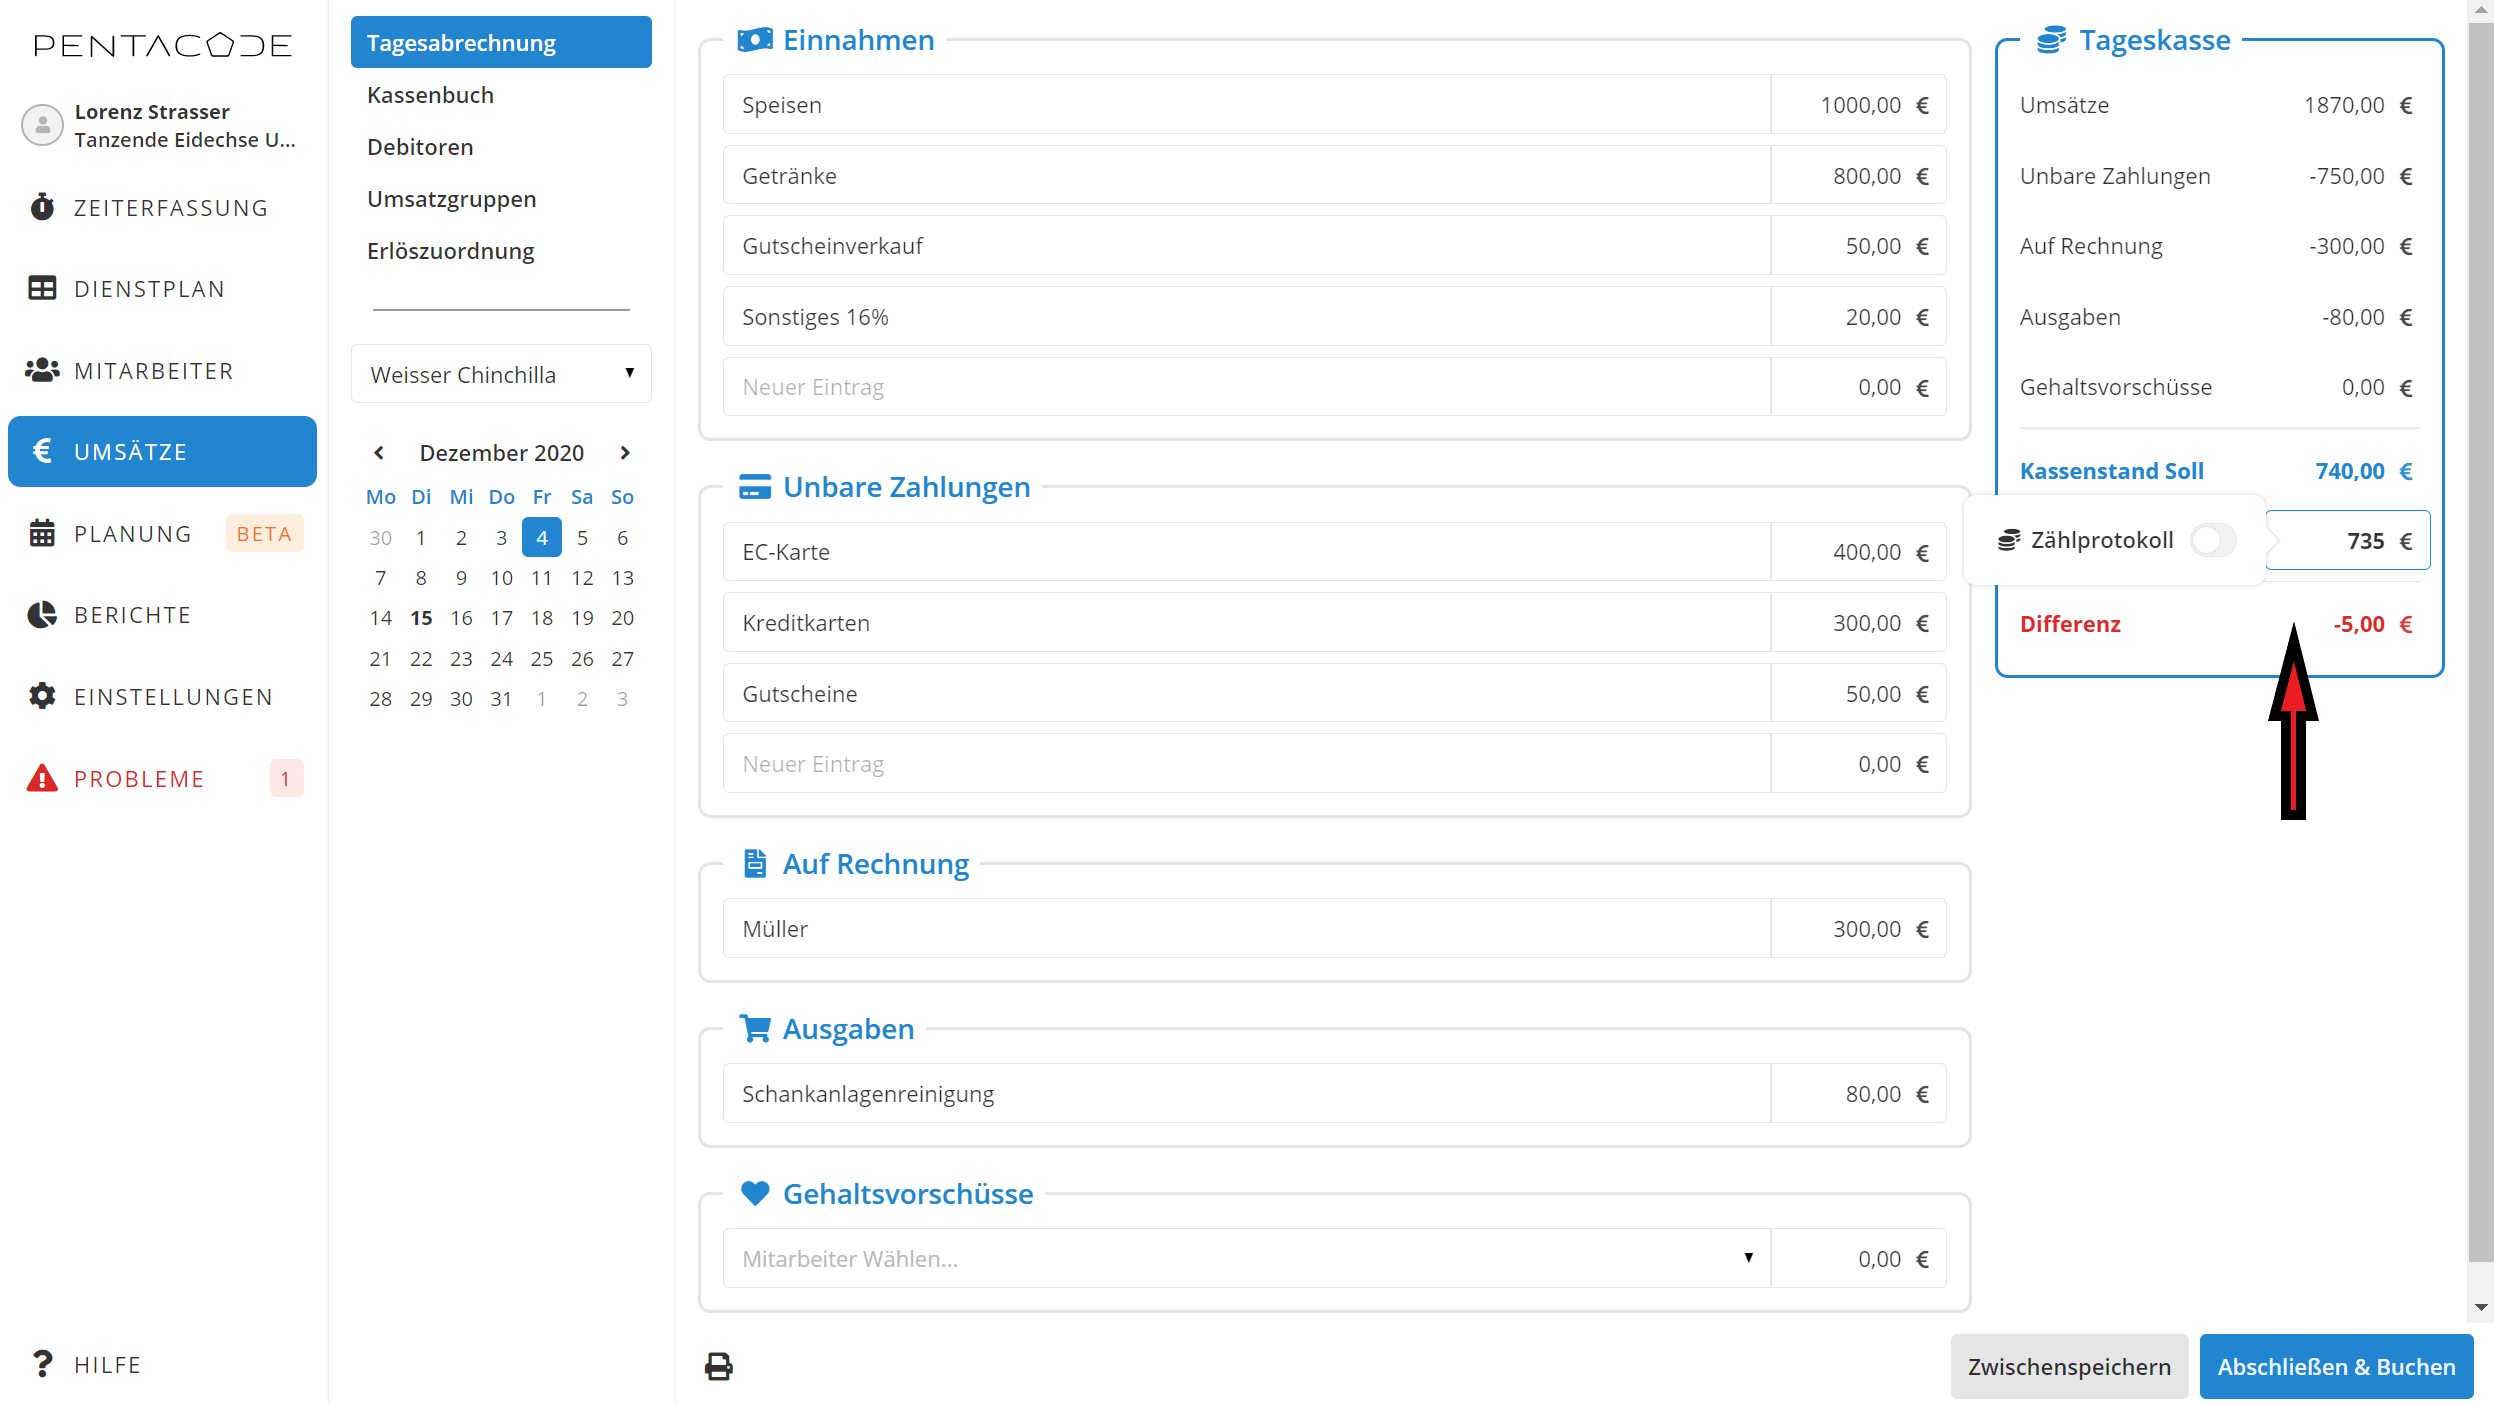 PENTACODE
Lorenz Strasser
Tanzende Eidechse U...
ZEITERFASSUNG
DIENSTPLAN
MITARBEITER
€ UMSÄTZE
PLANUNG BETA
BERICHTE
EINSTELLUNGEN
PROBLEME 1
? HILFE
Tagesabrechnung
Kassenbuch
Debitoren
Umsatzgruppen
Erlöszuordnung
Weisser Chinchilla
Dezember 2020
Mo Di Mi Do Fr Sa So
30 1 2 3 4 5 6
7 8 9 10 11 12 13
14 15 16 17 18 19 20
21 22 23 24 25 26 27
28 29 30 31 1 2 3
Einnahmen
Speisen 1000,00 €
Getränke 800,00 €
Gutscheinverkauf 50,00 €
Sonstiges 16% 20,00 €
Neuer Eintrag 0,00 €
Unbare Zahlungen
EC-Karte 400,00 €
Kreditkarten 300,00 €
Gutscheine 50,00 €
Neuer Eintrag 0,00 €
Auf Rechnung
Müller 300,00 €
Ausgaben
Schankanlagenreinigung 80,00 €
Gehaltsvorschüsse
Mitarbeiter Wählen... 0,00 €
Tageskasse
Umsätze 1870,00 €
Unbare Zahlungen -750,00 €
Auf Rechnung -300,00 €
Ausgaben -80,00 €
Gehaltsvorschüsse 0,00 €
Kassenstand Soll 740,00 €
Zählprotokoll 735 €
Differenz -5,00 €
Zwischenspeichern
Abschließen & Buchen